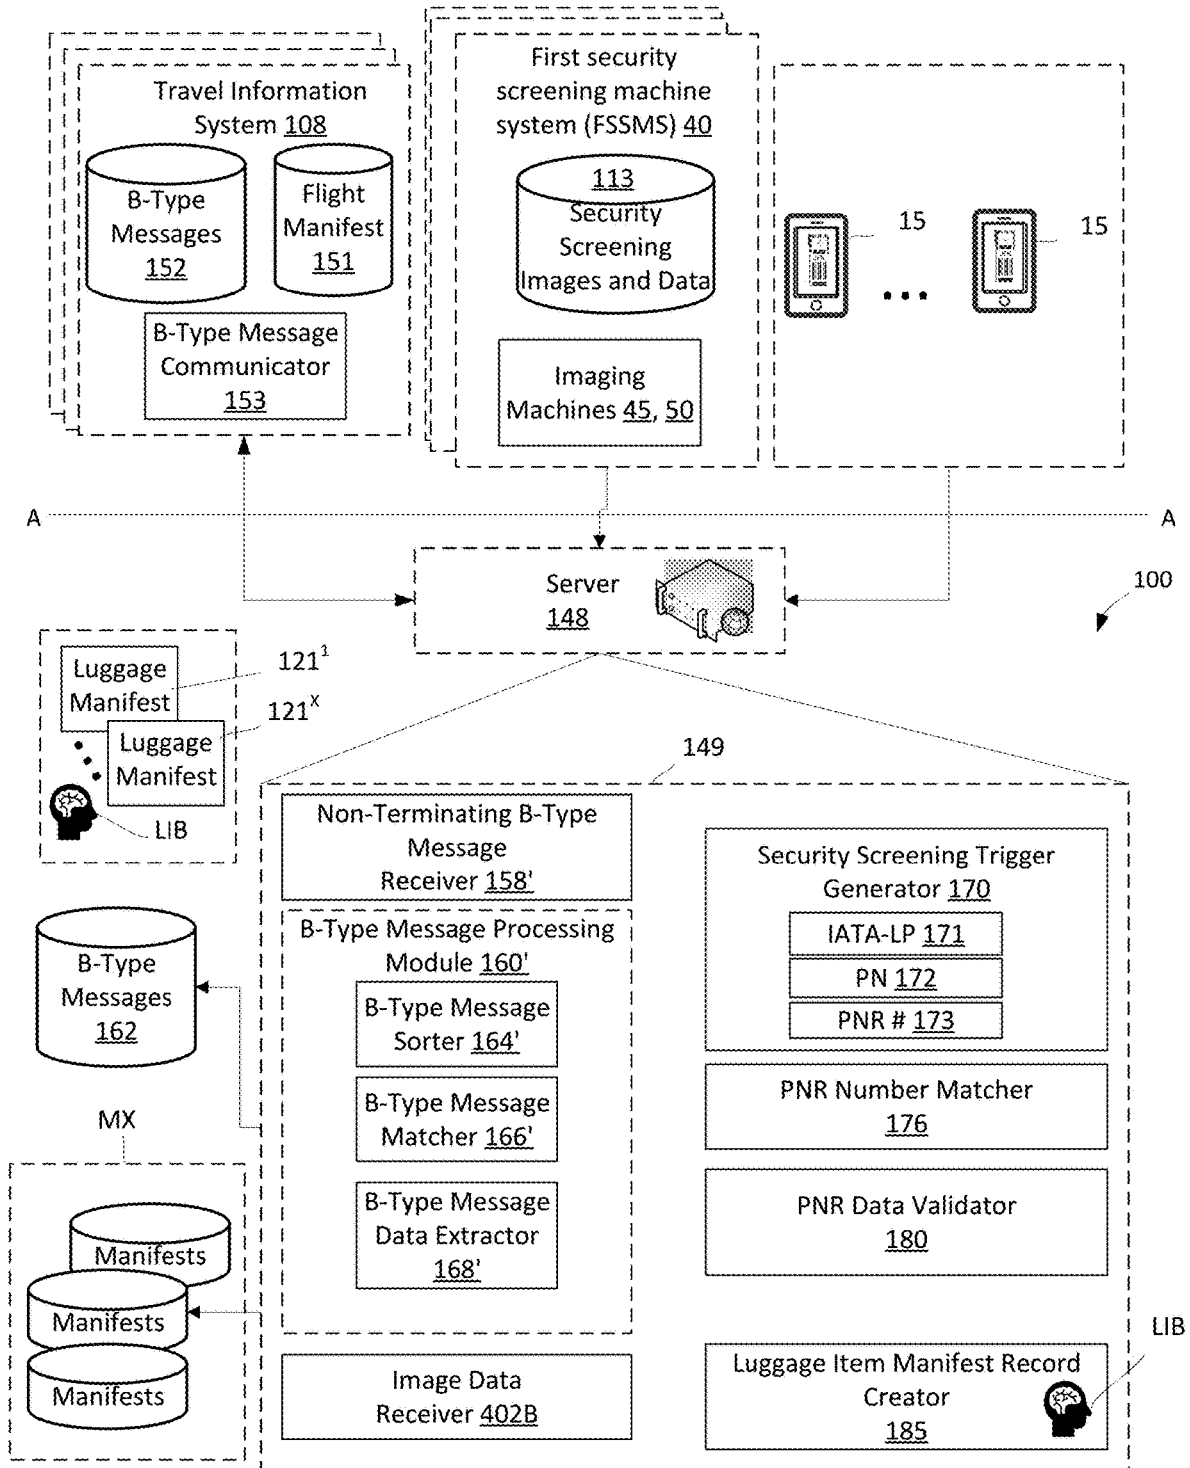 Travel Information
System 108
B-Type
Messages
152
Flight
Manifest
151
B-Type Message
Communicator
153
First security
screening machine
system (FSSMS) 40
113
Security
Screening
Images and Data
Imaging
Machines 45, 50
15
15
A
A
Server
148
100
Luggage
Manifest
121¹
Luggage
Manifest
121ˣ
LIB
149
Non-Terminating B-Type
Message
Receiver 158'
B-Type Message Processing
Module 160'
B-Type Message
Sorter 164'
B-Type Message
Matcher 166'
B-Type Message
Data Extractor
168'
Image Data
Receiver 402B
Security Screening Trigger
Generator 170
IATA-LP 171
PN 172
PNR # 173
PNR Number Matcher
176
PNR Data Validator
180
Luggage Item Manifest Record
Creator
185
LIB
B-Type
Messages
162
MX
Manifests
Manifests
Manifests